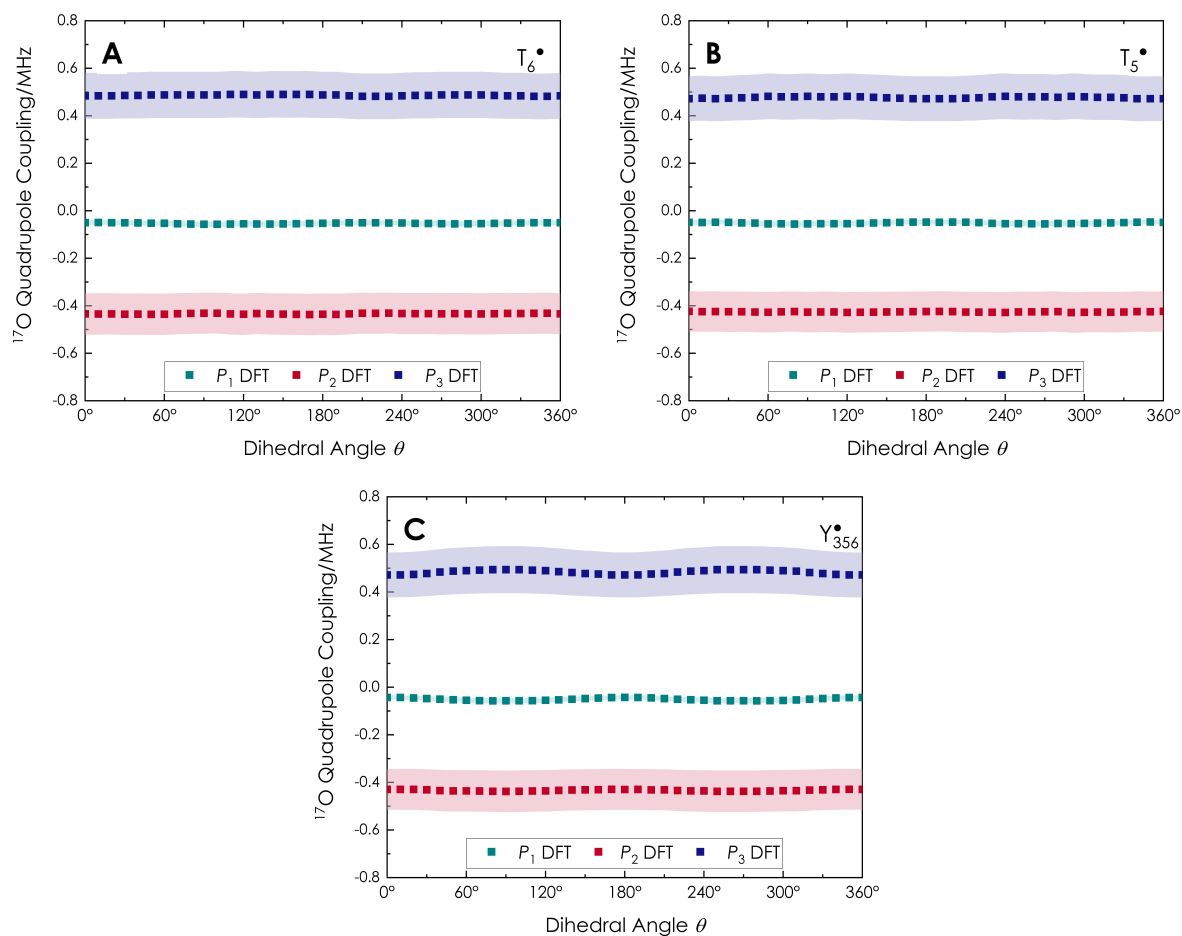 A
T6•
17O Quadrupole Coupling/MHz
0.8
0.6
0.4
0.2
0.0
-0.2
-0.4
-0.6
-0.8
P1 DFT P2 DFT P3 DFT
0° 60° 120° 180° 240° 300° 360°
Dihedral Angle θ
B
T5•
17O Quadrupole Coupling/MHz
0.8
0.6
0.4
0.2
0.0
-0.2
-0.4
-0.6
-0.8
P1 DFT P2 DFT P3 DFT
0° 60° 120° 180° 240° 300° 360°
Dihedral Angle θ
C
Y356•
17O Quadrupole Coupling/MHz
0.8
0.6
0.4
0.2
0.0
-0.2
-0.4
-0.6
-0.8
P1 DFT P2 DFT P3 DFT
0° 60° 120° 180° 240° 300° 360°
Dihedral Angle θ